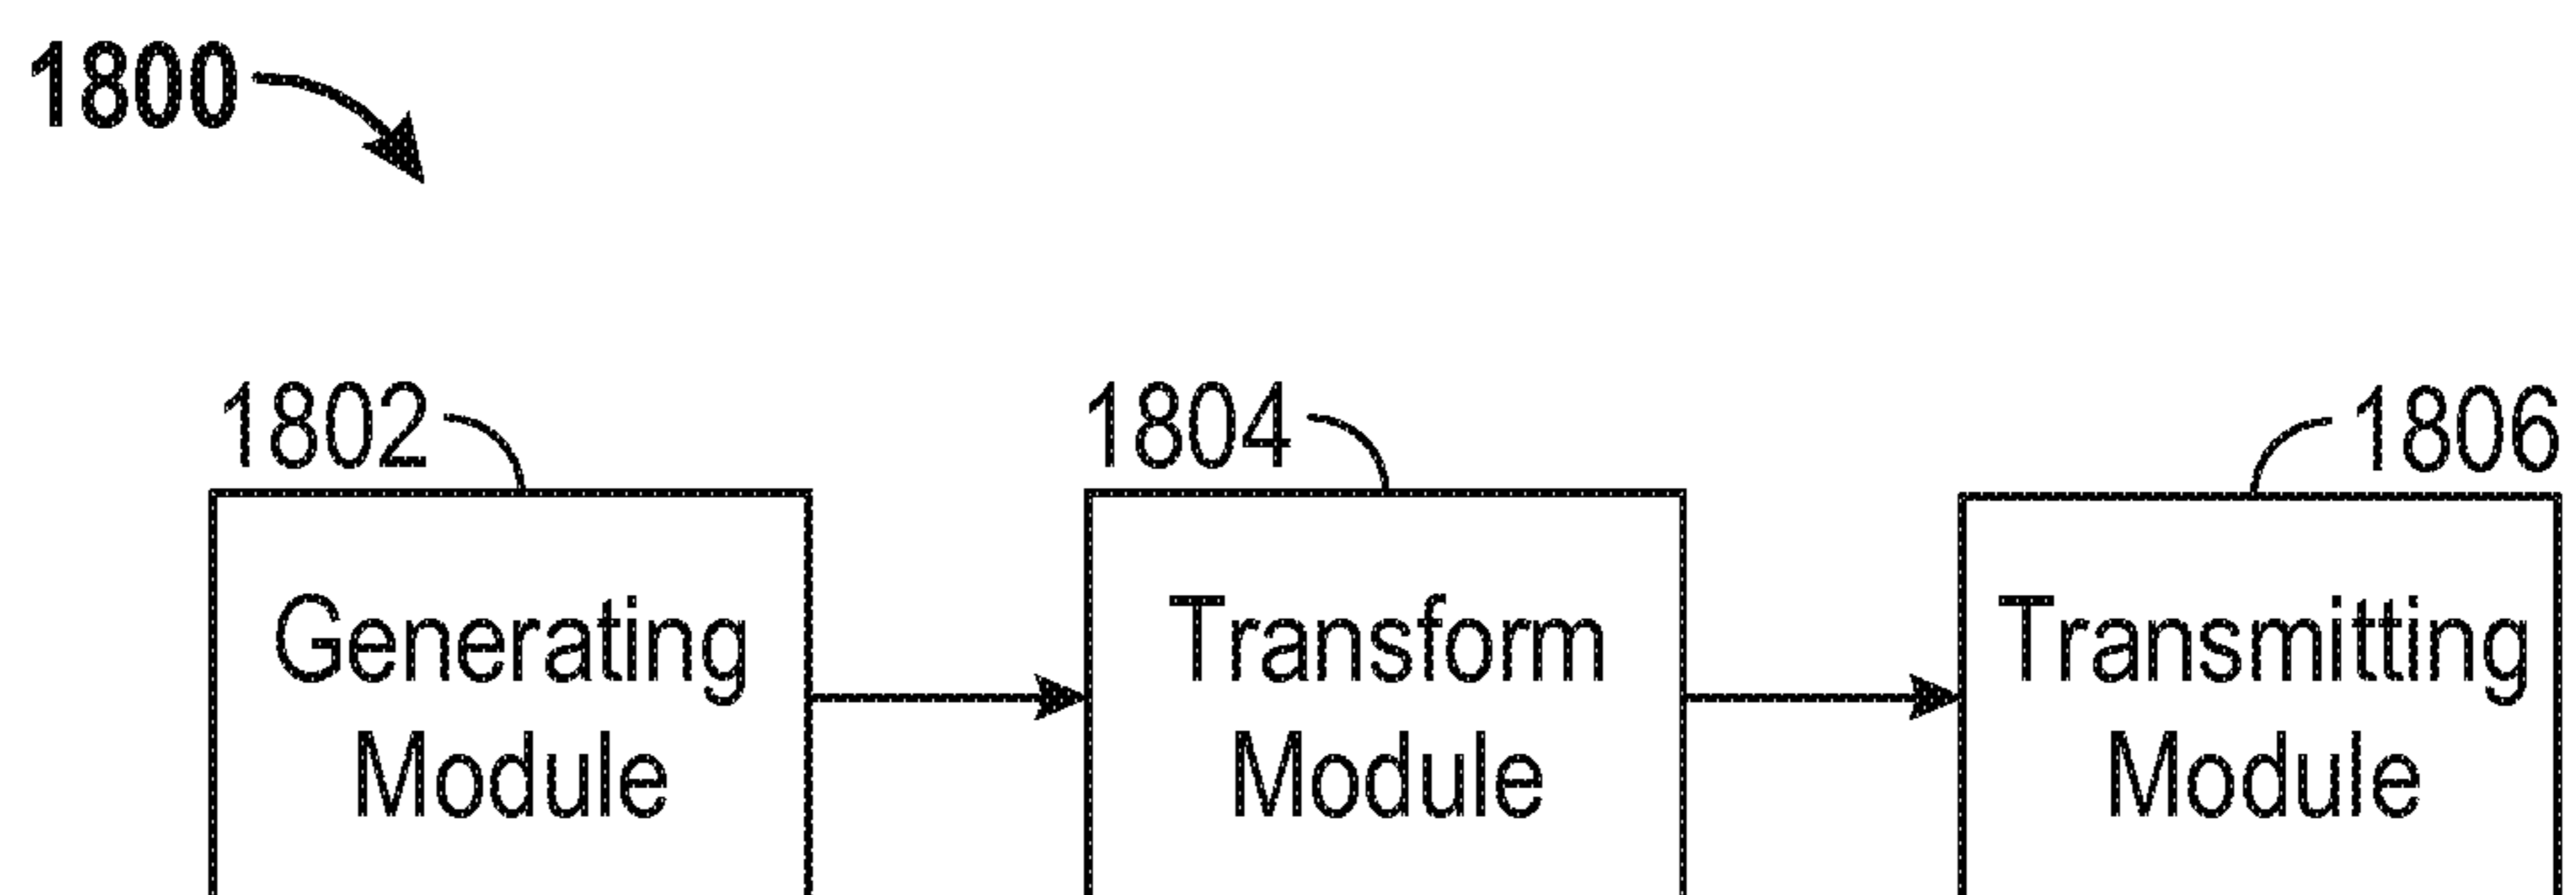 1800
1802
1804
1806
Generating
Module
Transform
Module
Transmitting
Module